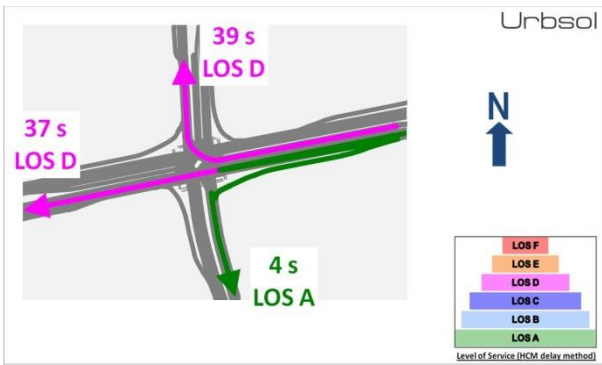 Urbsol
39 s
LOS D
37 s
LOS D
N
4 s
LOS A
LOS F
LOS E
LOS D
LOS C
LOS B
LOS A
Level of Service (HCM delay method)